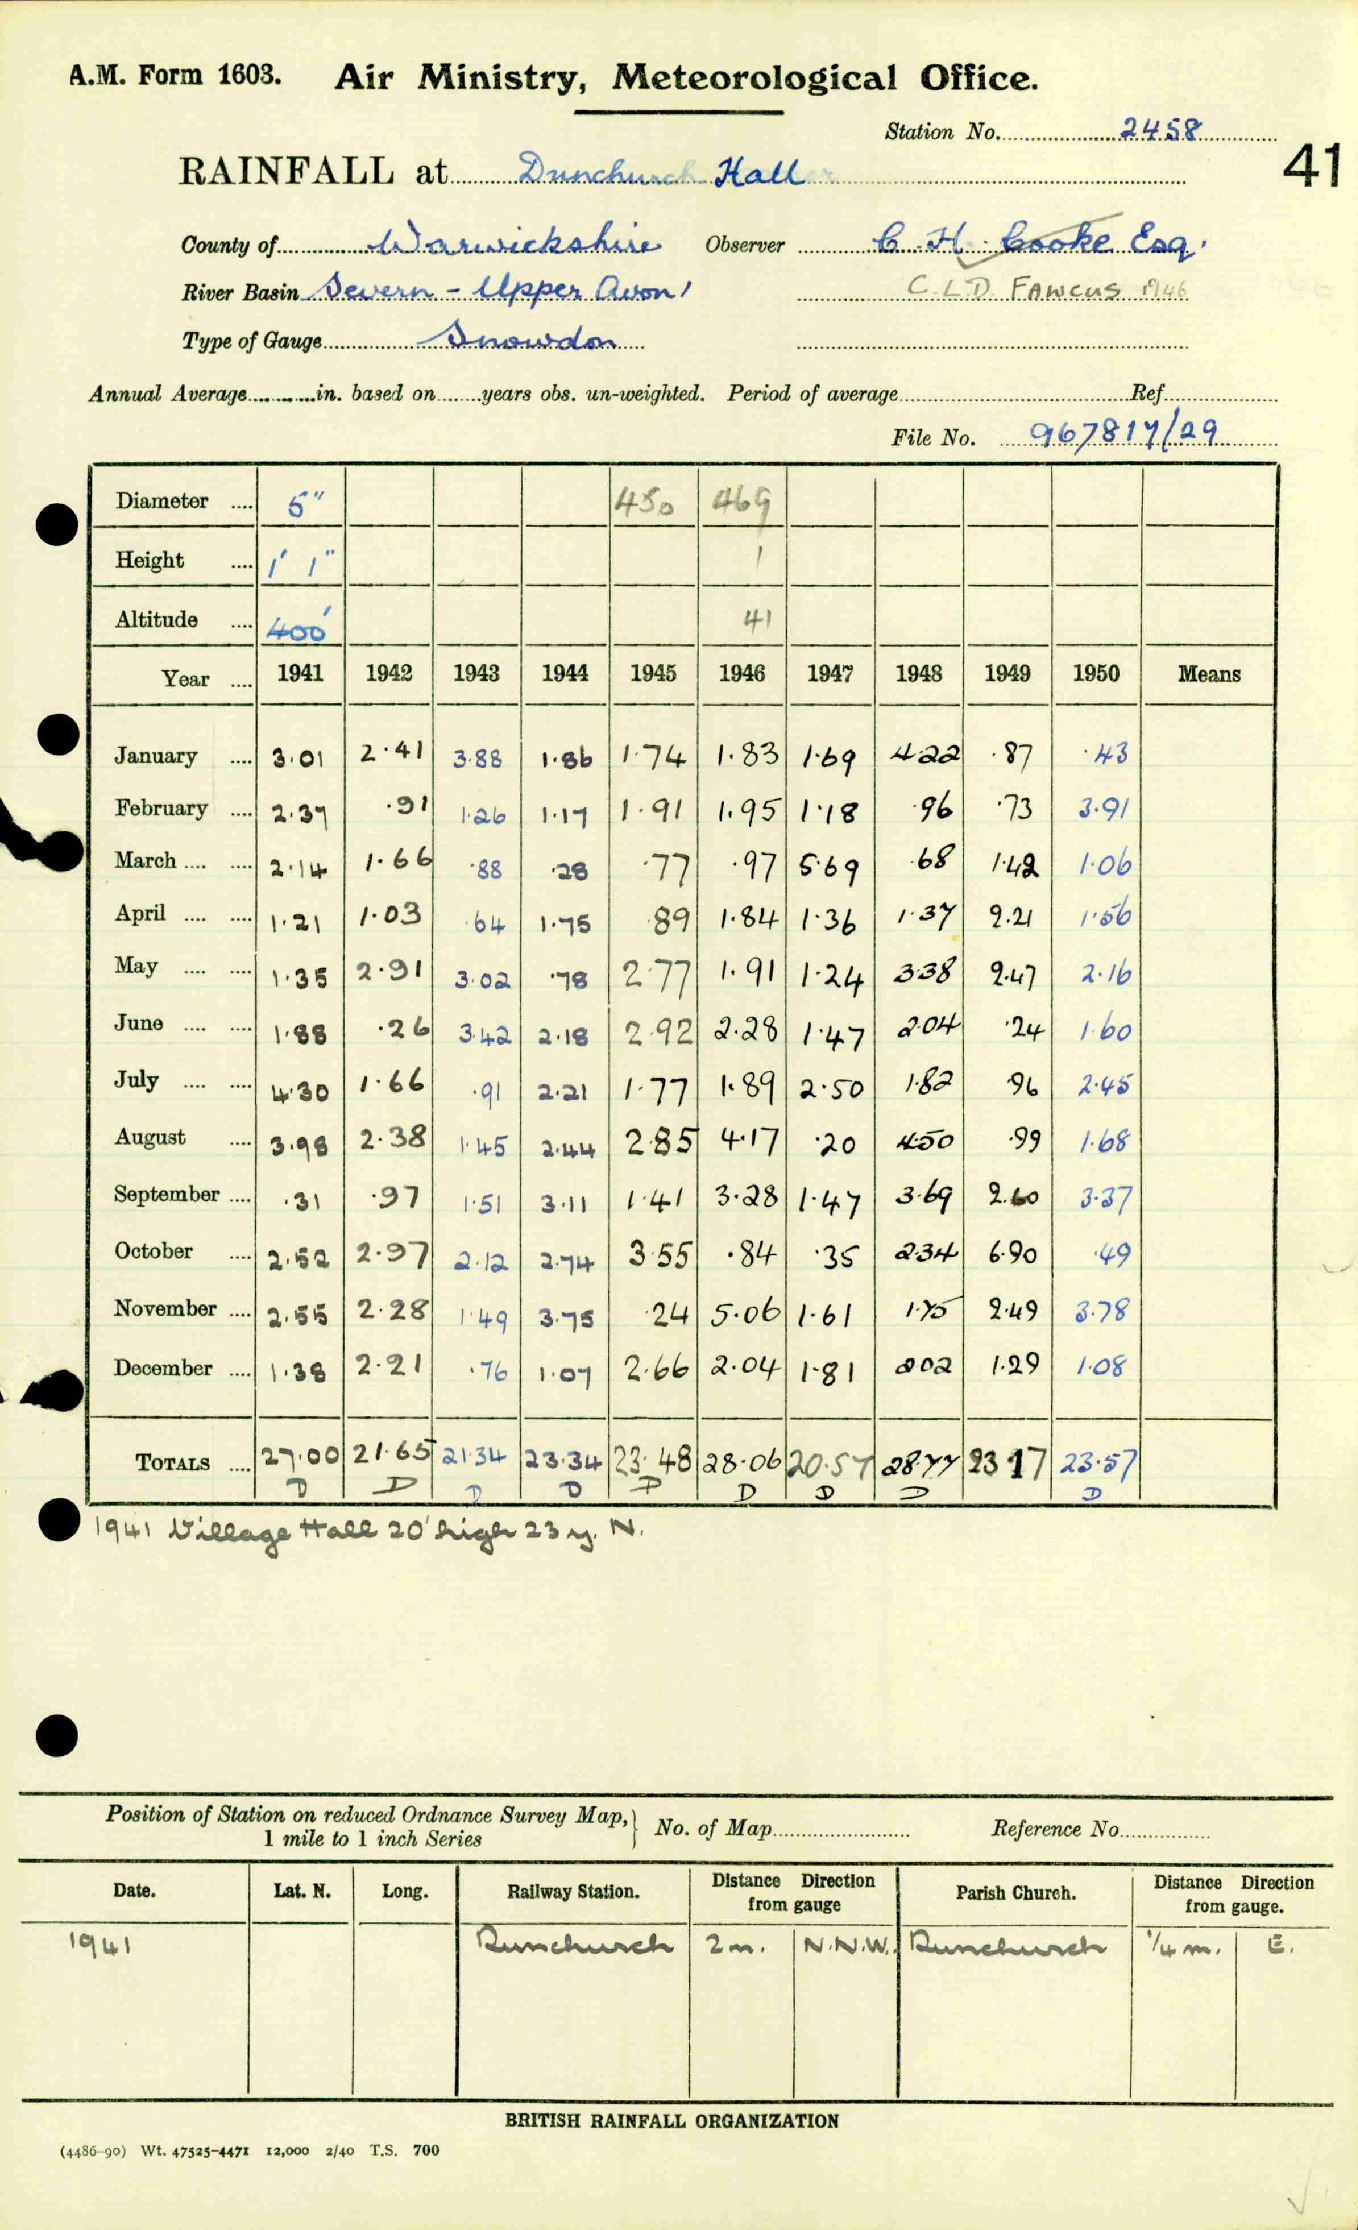 A.M. Form 1603. Air Ministry, Meteorological Office.
Station No. 2458
41
RAINFALL at Dunchurch Hall
County of Warwickshire Observer C. H. Cooke Esq.
River Basin Severn - Upper Avon C.L.D. FAWCUS 1946
Type of Gauge Snowdon
Annual Average in. based on years obs. un-weighted. Period of average Ref.
File No. 967817/29
Diameter 5" 450 469
Height 1' 1" 1
Altitude 400' 41
Year 1941 1942 1943 1944 1945 1946 1947 1948 1949 1950 Means
January 3.01 2.41 3.88 1.86 1.74 1.83 1.69 4.22 .87 .43
February 2.37 .91 1.26 1.17 1.91 1.95 1.18 .96 .73 3.91
March 2.14 1.66 .88 .28 .77 .97 5.69 .68 1.42 1.06
April 1.21 1.03 .64 1.75 .89 1.84 1.36 1.37 2.21 1.56
May 1.35 2.91 3.02 .78 2.77 1.91 1.24 3.38 2.47 2.16
June 1.88 .26 3.42 2.18 2.92 2.28 1.47 2.04 .24 1.60
July 4.30 1.66 .91 2.21 1.77 1.89 2.50 1.82 .96 2.45
August 3.98 2.38 1.45 2.44 2.85 4.17 .20 4.50 .99 1.68
September .31 .97 1.51 3.11 1.41 3.28 1.47 3.69 2.60 3.37
October 2.52 2.97 2.12 2.74 3.55 .84 .35 2.34 6.90 .49
November 2.55 2.28 1.49 3.75 .24 5.06 1.61 1.75 2.49 3.78
December 1.38 2.21 .76 1.07 2.66 2.04 1.81 2.02 1.29 1.08
TOTALS 27.00 21.65 21.34 23.34 23.48 28.06 20.57 28.77 23.17 23.57
D D D D D D D D D
1941 Village Hall 20' high 23 y. N.
Position of Station on reduced Ordnance Survey Map,} No. of Map Reference No.
1 mile to 1 inch Series
Date. Lat. N. Long. Railway Station. Distance Direction from gauge Parish Church. Distance Direction from gauge.
1941 Dunchurch 2 m. N.N.W. Dunchurch 1/4 m. E.
BRITISH RAINFALL ORGANIZATION
(4486-90) Wt. 47525-4471 12,000 2/40 T.S. 700